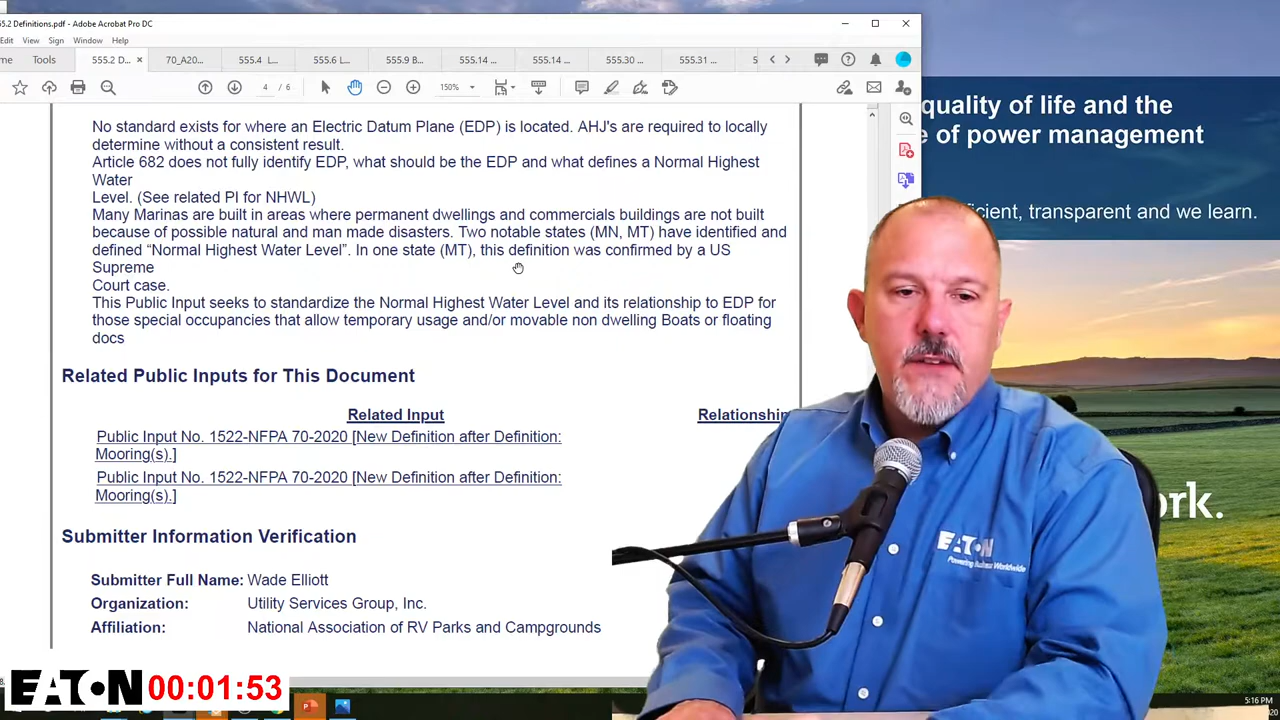 55.2 Definitions.pdf - Adobe Acrobat Pro DC
Edit View Sign Window Help
me Tools 555.2 D... × 70_A20 555.4 L... 555.6 L... 555.9 B... 555.14 ... 555.14 ... 555.30 ... 555.31 ... 5
4 / 6 150%
No standard exists for where an Electric Datum Plane (EDP) is located. AHJ's are required to locally
determine without a consistent result.
Article 682 does not fully identify EDP, what should be the EDP and what defines a Normal Highest
Water
Level. (See related PI for NHWL)
Many Marinas are built in areas where permanent dwellings and commercials buildings are not built
because of possible natural and man made disasters. Two notable states (MN, MT) have identified and
defined “Normal Highest Water Level”. In one state (MT), this definition was confirmed by a US
Supreme
Court case.
This Public Input seeks to standardize the Normal Highest Water Level and its relationship to EDP for
those special occupancies that allow temporary usage and/or movable non dwelling Boats or floating
docs
Related Public Inputs for This Document
Related Input Relationship
Public Input No. 1522-NFPA 70-2020 [New Definition after Definition:
Mooring(s).]
Public Input No. 1522-NFPA 70-2020 [New Definition after Definition:
Mooring(s).]
Submitter Information Verification
Submitter Full Name: Wade Elliott
Organization: Utility Services Group, Inc.
Affiliation: National Association of RV Parks and Campgrounds
quality of life and the
e of power management
icient, transparent and we learn.
ork.
EATON
Powering Business Worldwide
EATON 00:01:53
5:16 PM